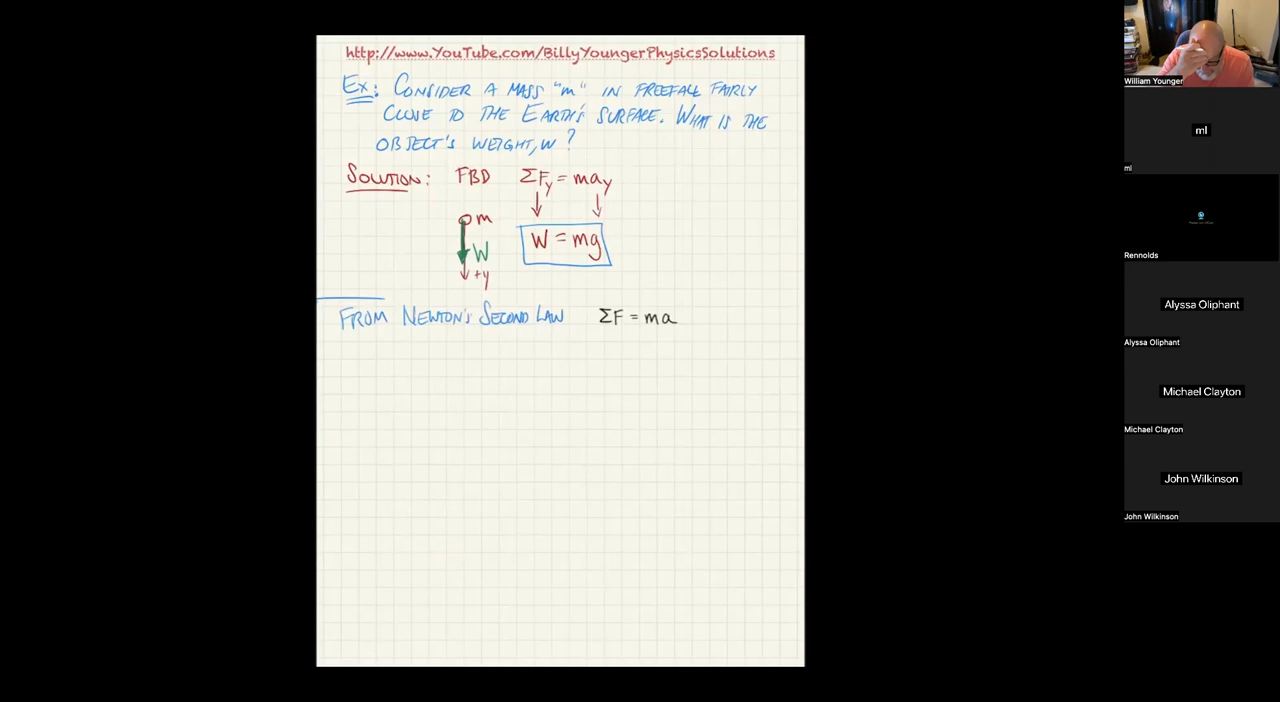 http://www.YouTube.com/BillyYoungerPhysicsSolutions
Ex: CONSIDER A MASS "m" IN FREEFALL FAIRLY
CLOSE TO THE EARTH'S SURFACE. WHAT IS THE
OBJECT'S WEIGHT, W?
SOLUTION: FBD ΣFy = may
m
W
+y
W = mg
FROM NEWTON'S SECOND LAW ΣF = ma
William Younger
ml
ml
Rennolds
Alyssa Oliphant
Alyssa Oliphant
Michael Clayton
Michael Clayton
John Wilkinson
John Wilkinson